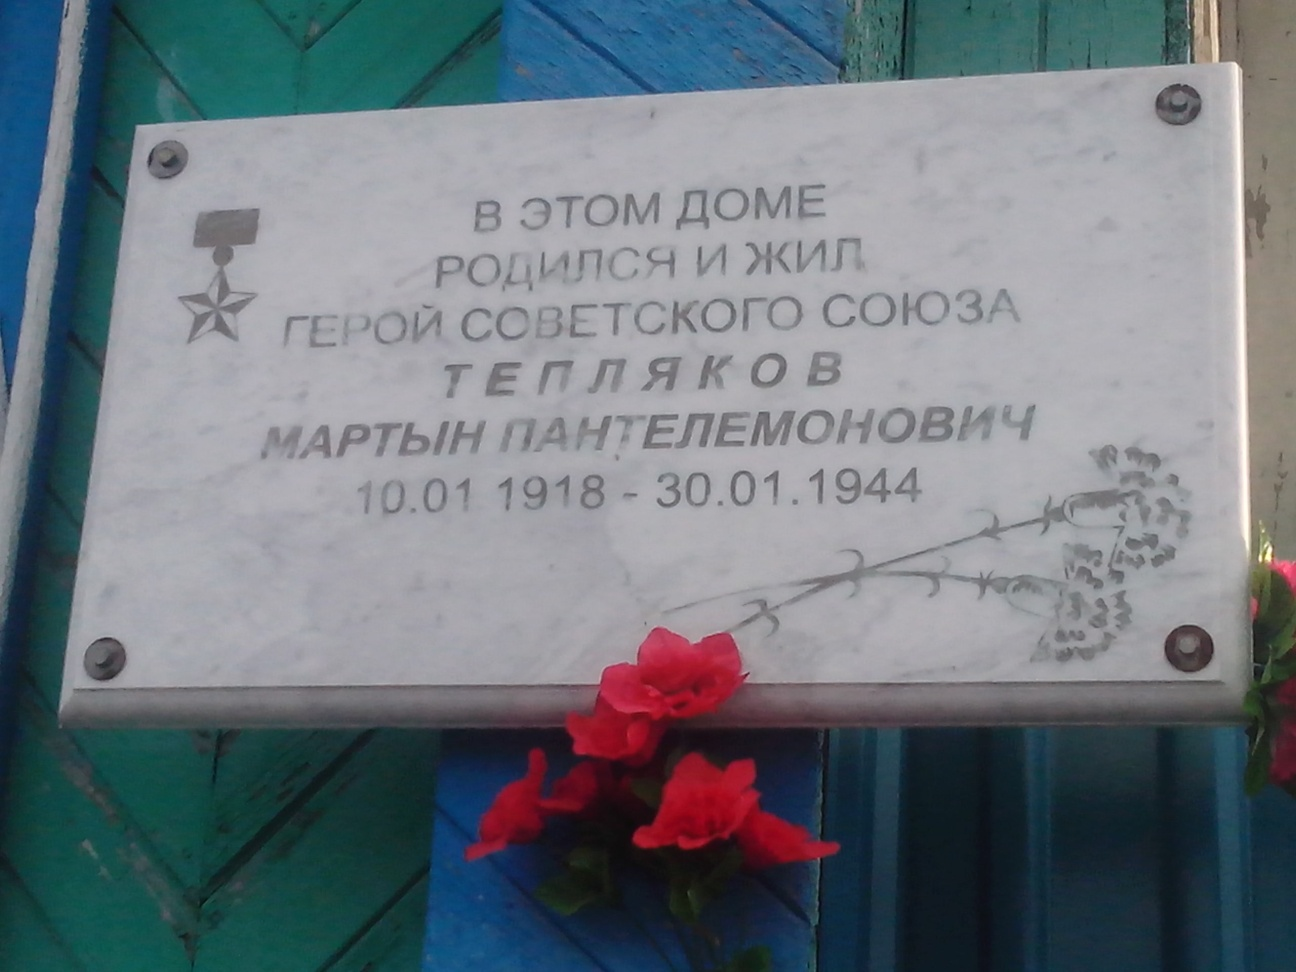 В ЭТОМ ДОМЕ
РОДИЛСЯ И ЖИЛ
ГЕРОЙ СОВЕТСКОГО СОЮЗА
ТЕПЛЯКОВ
МАРТЫН ПАНТЕЛЕМОНОВИЧ
10.01 1918 - 30.01.1944